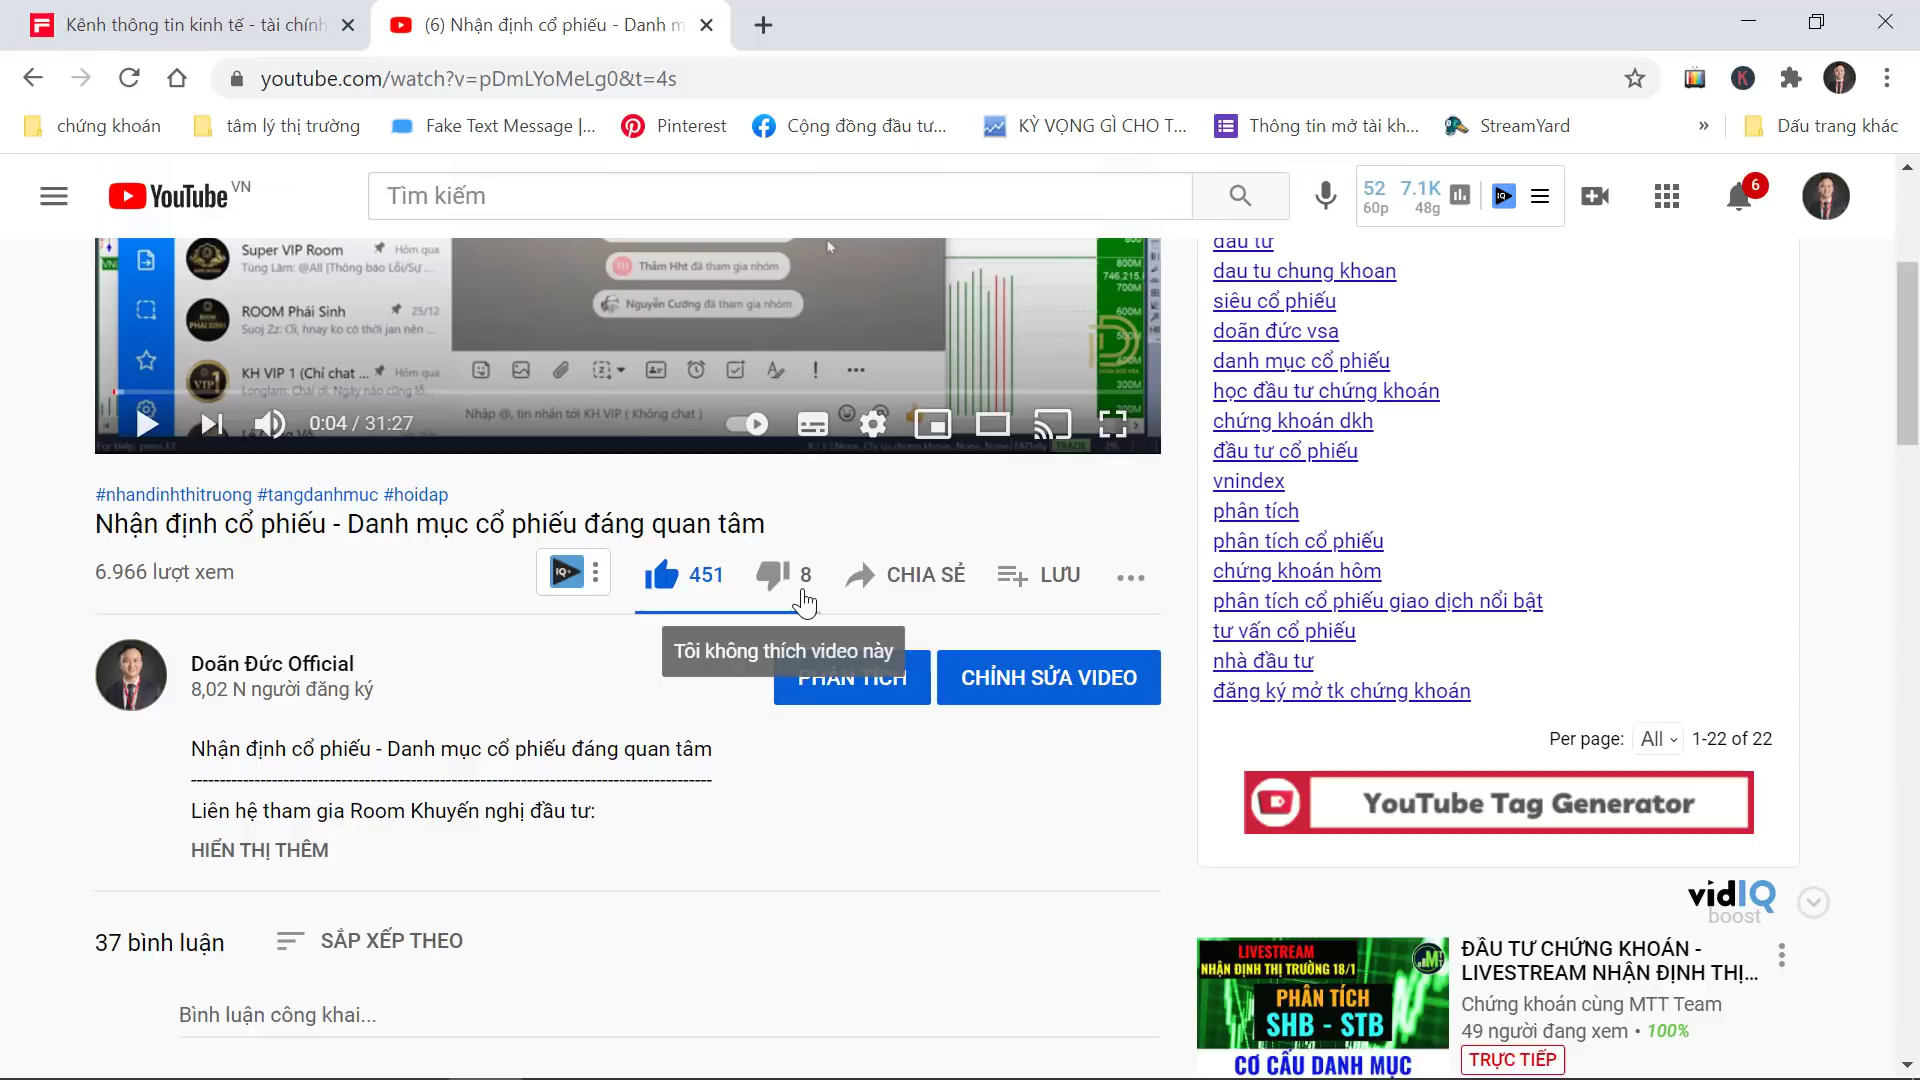 Kênh thông tin kinh tế - tài chính
(6) Nhận định cổ phiếu - Danh m
youtube.com/watch?v=pDmLYoMeLg0&t=4s
chứng khoán
tâm lý thị trường
Fake Text Message |...
Pinterest
Cộng đồng đầu tư...
KỲ VỌNG GÌ CHO T...
Thông tin mở tài kh...
StreamYard
»
Dấu trang khác
YouTube VN
Tìm kiếm
52 7.1K
60p 48g
6
Super VIP Room
Hôm qua
Tùng Lâm: @All [Thông báo Lỗi/Sự ...
ROOM Phái Sinh
25/12
Suoj Zz: Ơi, hnay ko có thời jan nên ...
KH VIP 1 (Chỉ chat ...
Hôm qua
Longlam: Chài ơi. Ngày nào cũng tố...
Thắm Hht đã tham gia nhóm
Nguyễn Cường đã tham gia nhóm
Nhập @, tin nhắn tới KH VIP ( Không chat )
800M
746,215,
700M
600M
300M
0:04 / 31:27
#nhandinhthitruong #tangdanhmuc #hoidap
Nhận định cổ phiếu - Danh mục cổ phiếu đáng quan tâm
6.966 lượt xem
IQ+
451
8
CHIA SẺ
LƯU
Tôi không thích video này
Doãn Đức Official
8,02 N người đăng ký
PHÂN TÍCH
CHỈNH SỬA VIDEO
Nhận định cổ phiếu - Danh mục cổ phiếu đáng quan tâm
-----------------------------------------------------------------------------------------
Liên hệ tham gia Room Khuyến nghị đầu tư:
HIỂN THỊ THÊM
37 bình luận
SẮP XẾP THEO
Bình luận công khai...
đầu tư
dau tu chung khoan
siêu cổ phiếu
doãn đức vsa
danh mục cổ phiếu
học đầu tư chứng khoán
chứng khoán dkh
đầu tư cổ phiếu
vnindex
phân tích
phân tích cổ phiếu
chứng khoán hôm
phân tích cổ phiếu giao dịch nổi bật
tư vấn cổ phiếu
nhà đầu tư
đăng ký mở tk chứng khoán
Per page: All 1-22 of 22
YouTube Tag Generator
vidIQ
boost
LIVESTREAM
NHẬN ĐỊNH THỊ TRƯỜNG 18/1
PHÂN TÍCH
SHB - STB
CƠ CẤU DANH MỤC
ĐẦU TƯ CHỨNG KHOÁN -
LIVESTREAM NHẬN ĐỊNH THỊ...
Chứng khoán cùng MTT Team
49 người đang xem • 100%
TRỰC TIẾP